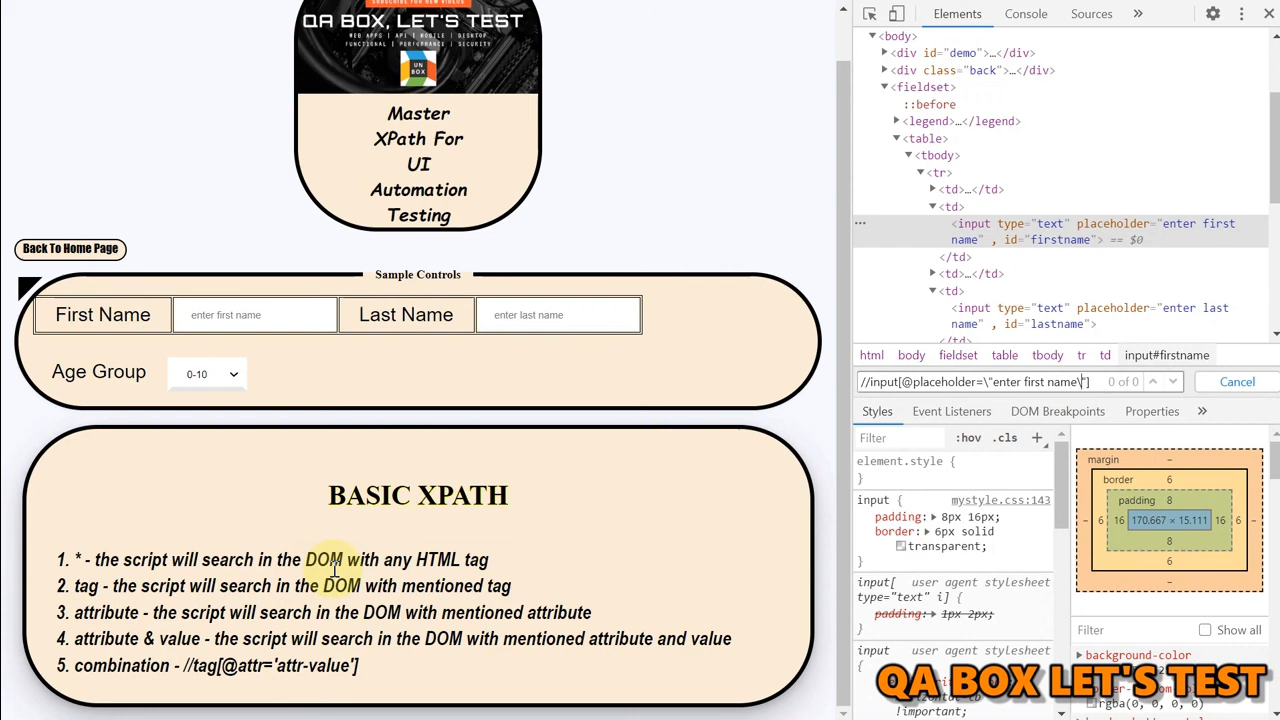 SUBSCRIBE FOR NEW VIDEOS
QA BOX, LET'S TEST
WEB APPS | API | MOBILE | DESKTOP
FUNCTIONAL | PERFORMANCE | SECURITY
UN
BOX
Master
XPath For
UI
Automation
Testing
Back To Home Page
Sample Controls
First Name
enter first name
Last Name
enter last name
Age Group
0-10
BASIC XPATH
1. * - the script will search in the DOM with any HTML tag
2. tag - the script will search in the DOM with mentioned tag
3. attribute - the script will search in the DOM with mentioned attribute
4. attribute & value - the script will search in the DOM with mentioned attribute and value
5. combination - //tag[@attr='attr-value']
Elements Console Sources »
<body>
<div id="demo">…</div>
<div class="back">…</div>
<fieldset>
::before
<legend>…</legend>
<table>
<tbody>
<tr>
<td>…</td>
<td>
<input type="text" placeholder="enter first
name" , id="firstname"> == $0
</td>
<td>…</td>
<td>
<input type="text" placeholder="enter last
name" , id="lastname">
</td>
html body fieldset table tbody tr td input#firstname
//input[@placeholder=\"enter first name\"] 0 of 0 Cancel
Styles Event Listeners DOM Breakpoints Properties »
Filter :hov .cls +
element.style {
}
input { mystyle.css:143
padding: 8px 16px;
border: 6px solid
transparent;
}
input[ user agent stylesheet
type="text" i] {
padding: 1px 2px;
}
input user agent stylesheet
{
!important;
margin –
border 6
padding 8
– 6 16 170.667 × 15.111 16 6 –
8
6
–
Filter Show all
background-color
rgba(0, 0, 0, 0)
QA BOX LET'S TEST